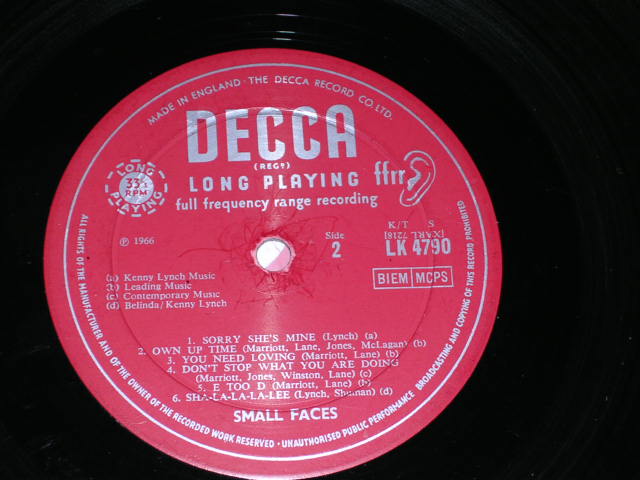 MADE IN ENGLAND · THE DECCA RECORD CO. LTD.
DECCA
(REGD)
LONG PLAYING
33⅓
RPM
LONG PLAYING
ffrr
full frequency range recording
S
K/T
(XARL 7218)
LK 4790
Side
2
℗ 1966
BIEM MCPS
(a) Kenny Lynch Music
(b) Leading Music
(c) Contemporary Music
(d) Belinda/Kenny Lynch
1. SORRY SHE'S MINE (Lynch) (a)
2. OWN UP TIME (Marriott, Lane, Jones, McLagan) (b)
3. YOU NEED LOVING (Marriott, Lane) (b)
4. DON'T STOP WHAT YOU ARE DOING
(Marriott, Jones, Winston, Lane) (c)
5. E TOO D (Marriott, Lane) (b)
6. SHA-LA-LA-LA-LEE (Lynch, Shuman) (d)
SMALL FACES
ALL RIGHTS OF THE MANUFACTURER AND OF THE OWNER OF THE RECORDED WORK RESERVED · UNAUTHORISED PUBLIC PERFORMANCE BROADCASTING AND COPYING OF THIS RECORD PROHIBITED